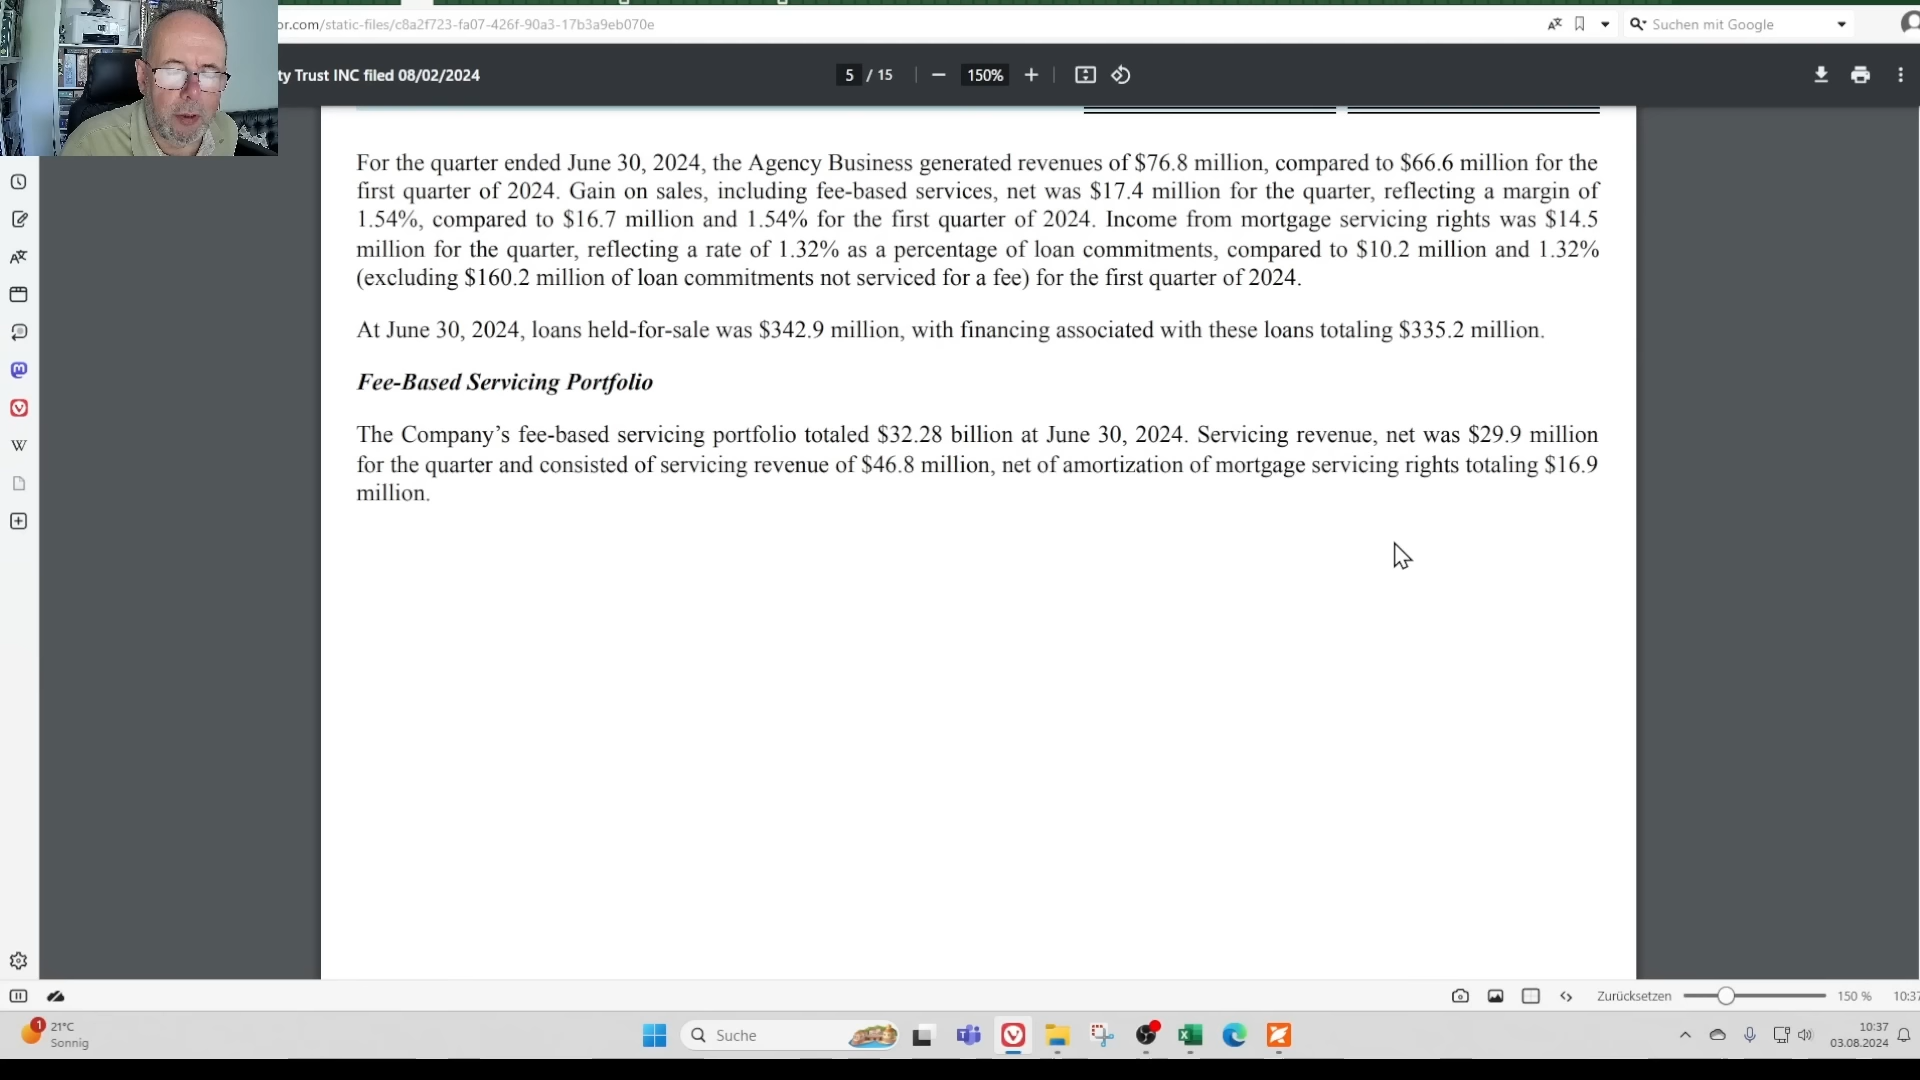 or.com/static-files/c8a2f723-fa07-426f-90a3-17b3a9eb070e
Suchen mit Google
ty Trust INC filed 08/02/2024
5 / 15
150%
For the quarter ended June 30, 2024, the Agency Business generated revenues of $76.8 million, compared to $66.6 million for the
first quarter of 2024. Gain on sales, including fee-based services, net was $17.4 million for the quarter, reflecting a margin of
1.54%, compared to $16.7 million and 1.54% for the first quarter of 2024. Income from mortgage servicing rights was $14.5
million for the quarter, reflecting a rate of 1.32% as a percentage of loan commitments, compared to $10.2 million and 1.32%
(excluding $160.2 million of loan commitments not serviced for a fee) for the first quarter of 2024.
At June 30, 2024, loans held-for-sale was $342.9 million, with financing associated with these loans totaling $335.2 million.
Fee-Based Servicing Portfolio
The Company’s fee-based servicing portfolio totaled $32.28 billion at June 30, 2024. Servicing revenue, net was $29.9 million
for the quarter and consisted of servicing revenue of $46.8 million, net of amortization of mortgage servicing rights totaling $16.9
million.
Zurücksetzen
150 %
10:37
1
21°C
Sonnig
Suche
10:37
03.08.2024